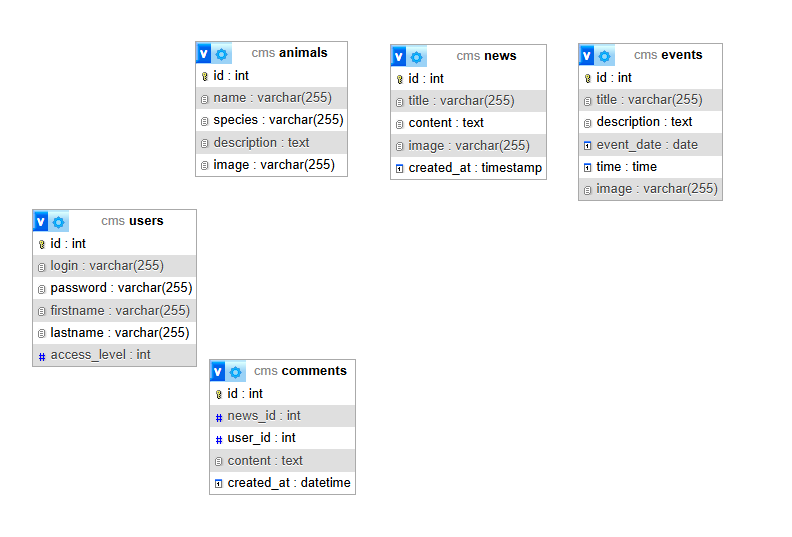 v cms animals
id : int
name : varchar(255)
species : varchar(255)
description : text
image : varchar(255)
v cms news
id : int
title : varchar(255)
content : text
image : varchar(255)
created_at : timestamp
v cms events
id : int
title : varchar(255)
description : text
event_date : date
time : time
image : varchar(255)
v cms users
id : int
login : varchar(255)
password : varchar(255)
firstname : varchar(255)
lastname : varchar(255)
# access_level : int
v cms comments
id : int
# news_id : int
# user_id : int
content : text
created_at : datetime